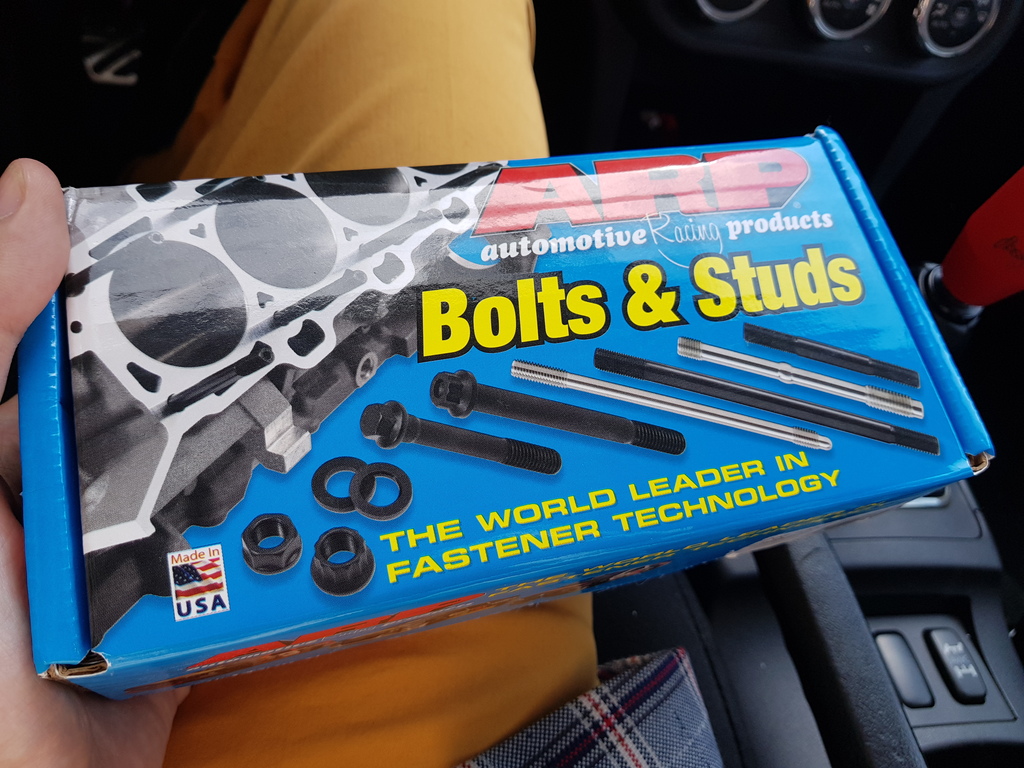 ARP
automotive Racing products
Bolts & Studs
THE WORLD LEADER IN
FASTENER TECHNOLOGY
Made In
USA